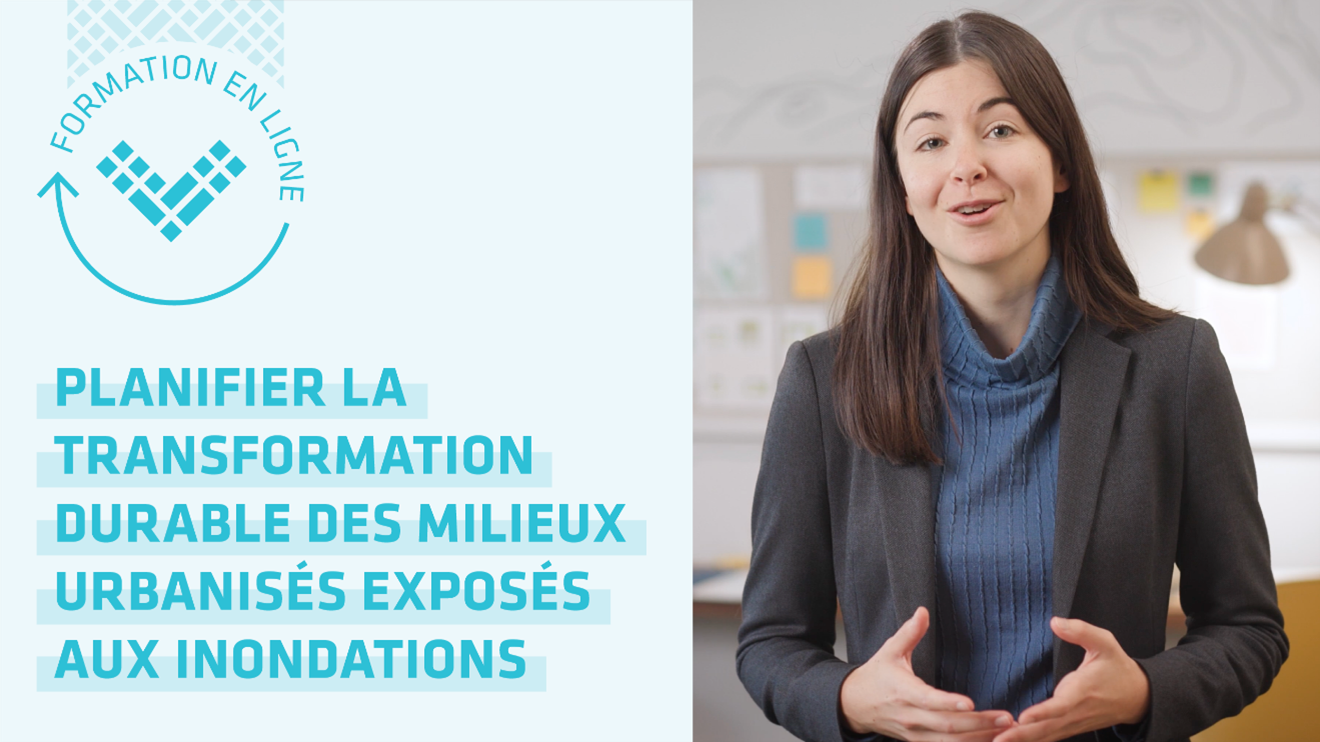 FORMATION EN LIGNE
PLANIFIER LA
TRANSFORMATION
DURABLE DES MILIEUX
URBANISÉS EXPOSÉS
AUX INONDATIONS